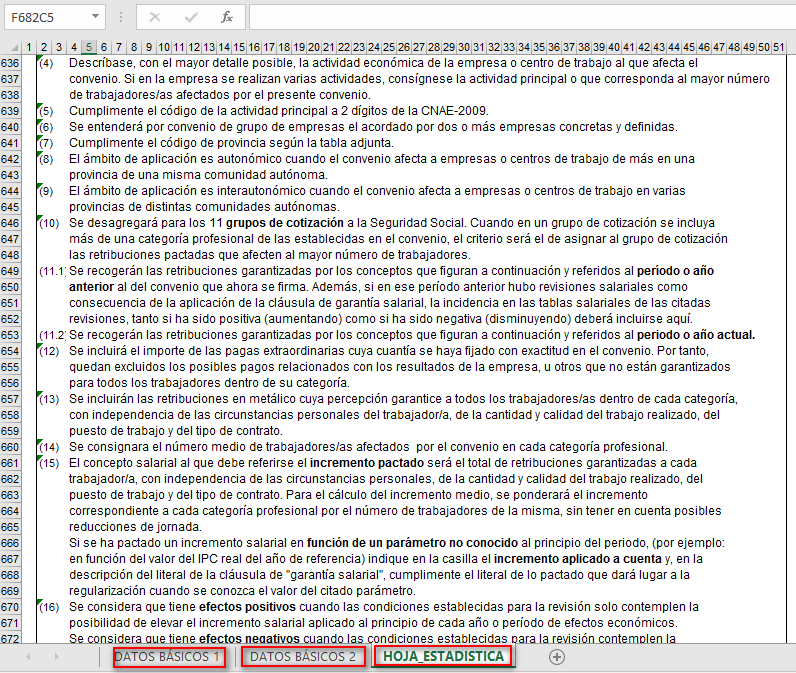 F682C5
fx
1 2 3 4 5 6 7 8 9 10 11 12 13 14 15 16 17 18 19 20 21 22 23 24 25 26 27 28 29 30 31 32 33 34 35 36 37 38 39 40 41 42 43 44 45 46 47 48 49 50 51
636 (4) Descríbase, con el mayor detalle posible, la actividad económica de la empresa o centro de trabajo al que afecta el
637 convenio. Si en la empresa se realizan varias actividades, consígnese la actividad principal o que corresponda al mayor número
638 de trabajadores/as afectados por el presente convenio.
639 (5) Cumplimente el código de la actividad principal a 2 dígitos de la CNAE-2009.
640 (6) Se entenderá por convenio de grupo de empresas el acordado por dos o más empresas concretas y definidas.
641 (7) Cumplimente el código de provincia según la tabla adjunta.
642 (8) El ámbito de aplicación es autonómico cuando el convenio afecta a empresas o centros de trabajo de más en una
643 provincia de una misma comunidad autónoma.
644 (9) El ámbito de aplicación es interautonómico cuando el convenio afecta a empresas o centros de trabajo en varias
645 provincias de distintas comunidades autónomas.
646 (10) Se desagregará para los 11 grupos de cotización a la Seguridad Social. Cuando en un grupo de cotización se incluya
647 más de una categoría profesional de las establecidas en el convenio, el criterio será el de asignar al grupo de cotización
648 las retribuciones pactadas que afecten al mayor número de trabajadores.
649 (11.1) Se recogerán las retribuciones garantizadas por los conceptos que figuran a continuación y referidos al periodo o año
650 anterior al del convenio que ahora se firma. Además, si en ese período anterior hubo revisiones salariales como
651 consecuencia de la aplicación de la cláusula de garantía salarial, la incidencia en las tablas salariales de las citadas
652 revisiones, tanto si ha sido positiva (aumentando) como si ha sido negativa (disminuyendo) deberá incluirse aquí.
653 (11.2) Se recogerán las retribuciones garantizadas por los conceptos que figuran a continuación y referidos al periodo o año actual.
654 (12) Se incluirá el importe de las pagas extraordinarias cuya cuantía se haya fijado con exactitud en el convenio. Por tanto,
655 quedan excluidos los posibles pagos relacionados con los resultados de la empresa, u otros que no están garantizados
656 para todos los trabajadores dentro de su categoría.
657 (13) Se incluirán las retribuciones en metálico cuya percepción garantice a todos los trabajadores/as dentro de cada categoría,
658 con independencia de las circunstancias personales del trabajador/a, de la cantidad y calidad del trabajo realizado, del
659 puesto de trabajo y del tipo de contrato.
660 (14) Se consignara el número medio de trabajadores/as afectados por el convenio en cada categoría profesional.
661 (15) El concepto salarial al que debe referirse el incremento pactado será el total de retribuciones garantizadas a cada
662 trabajador/a, con independencia de las circunstancias personales, de la cantidad y calidad del trabajo realizado, del
663 puesto de trabajo y del tipo de contrato. Para el cálculo del incremento medio, se ponderará el incremento
664 correspondiente a cada categoría profesional por el número de trabajadores de la misma, sin tener en cuenta posibles
665 reducciones de jornada.
666 Si se ha pactado un incremento salarial en función de un parámetro no conocido al principio del periodo, (por ejemplo:
667 en función del valor del IPC real del año de referencia) indique en la casilla el incremento aplicado a cuenta y, en la
668 descripción del literal de la cláusula de "garantía salarial", cumplimente el literal de lo pactado que dará lugar a la
669 regularización cuando se conozca el valor del citado parámetro.
670 (16) Se considera que tiene efectos positivos cuando las condiciones establecidas para la revisión solo contemplen la
671 posibilidad de elevar el incremento salarial aplicado al principio de cada año o período de efectos económicos.
672 Se considera que tiene efectos negativos cuando las condiciones establecidas para la revisión contemplen la
DATOS BÁSICOS 1 DATOS BÁSICOS 2 HOJA_ESTADISTICA